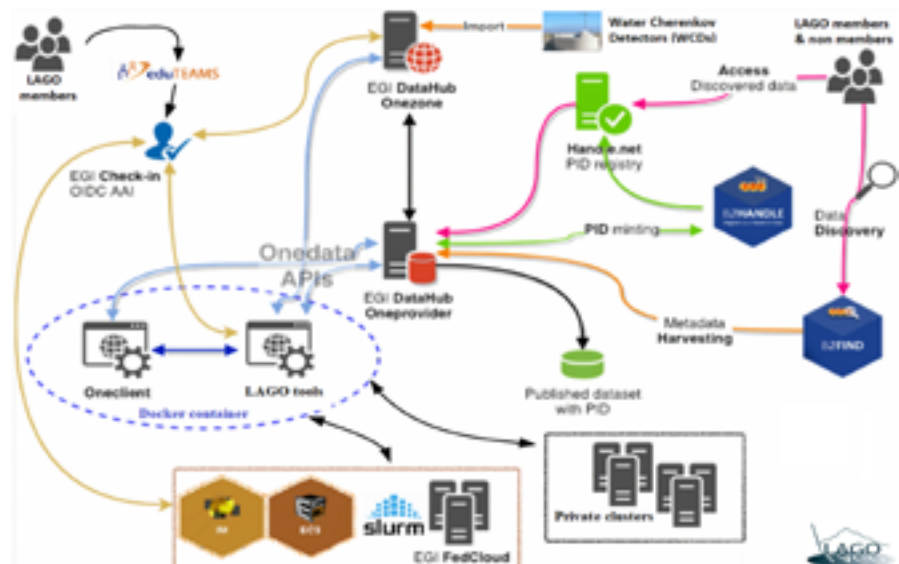 LAGO
members
eduTEAMS
EGI Check-in
OIDC AAI
EGI DataHub
Onezone
Import
Water Cherenkov
Detectors (WCDs)
LAGO members
& non members
Access
Discovered data
Handle.net
PID registry
B2HANDLE
Data
Discovery
PID minting
Onedata
APIs
EGI DataHub
Oneprovider
Metadata
Harvesting
B2FIND
Oneclient
LAGO tools
Docker container
Published dataset
with PID
slurm
EGI FedCloud
Private clusters
LAGO